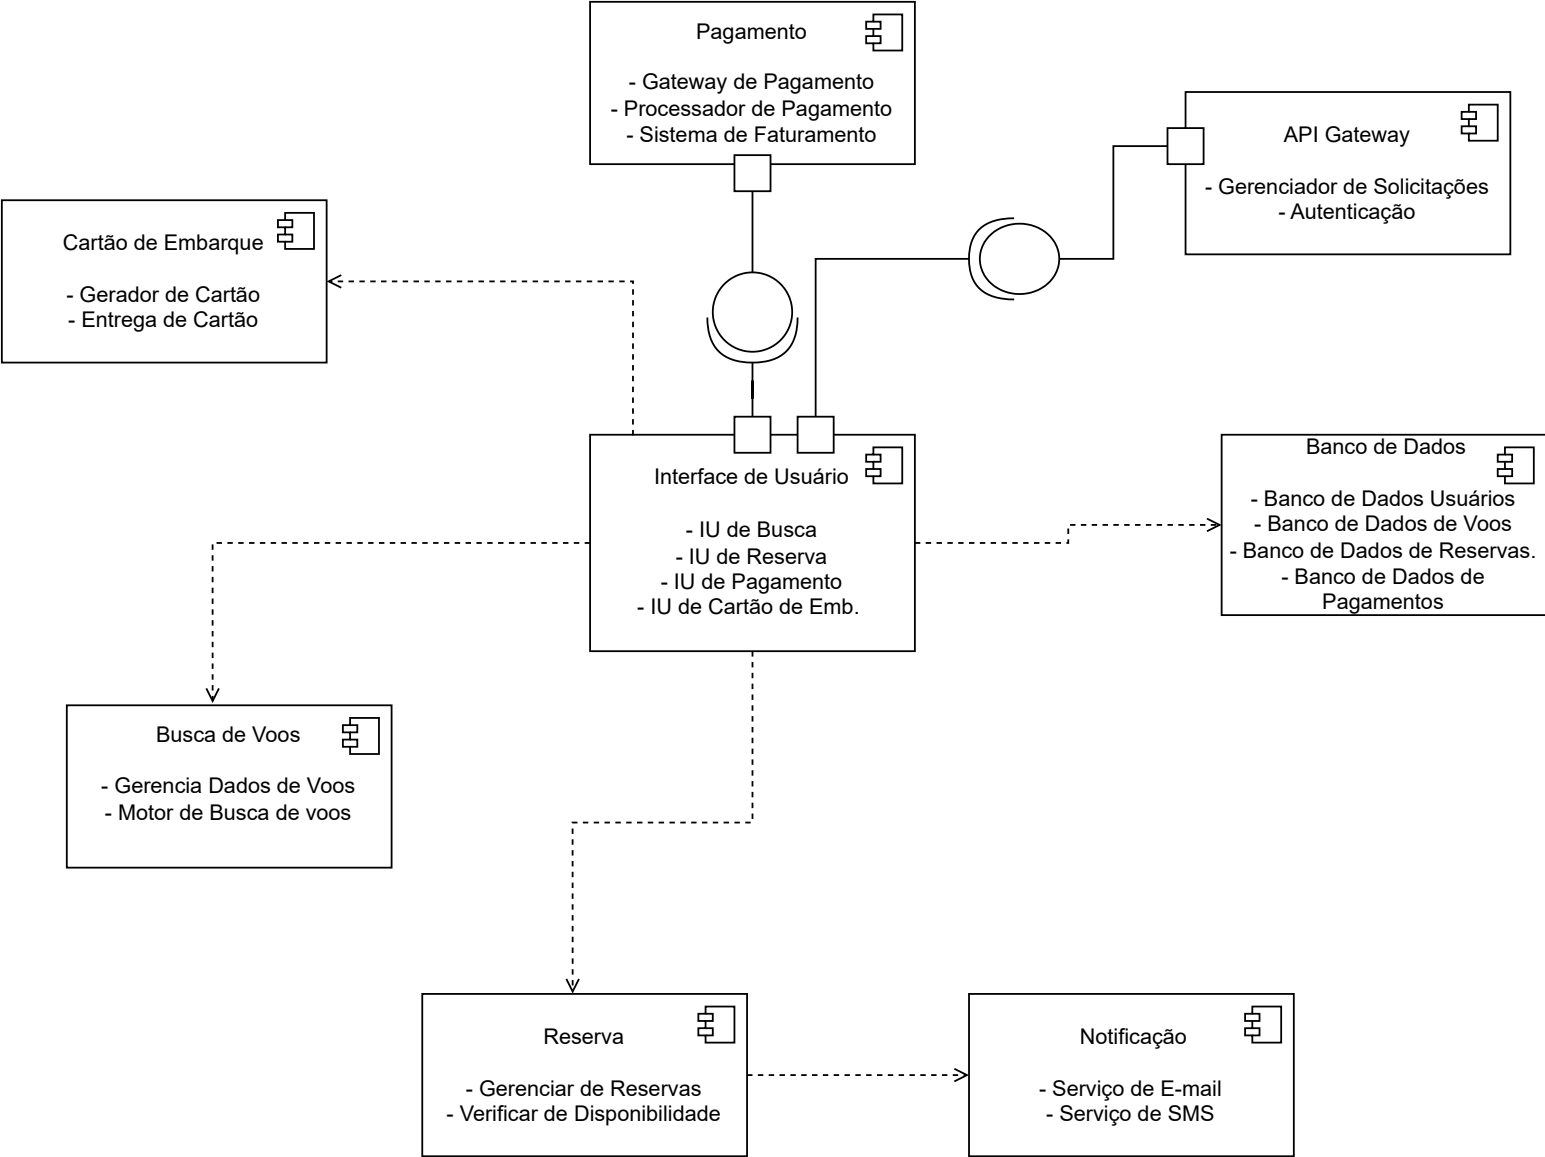 Pagamento
- Gateway de Pagamento
- Processador de Pagamento
- Sistema de Faturamento
API Gateway
- Gerenciador de Solicitações
- Autenticação
Cartão de Embarque
- Gerador de Cartão
- Entrega de Cartão
Interface de Usuário
- IU de Busca
- IU de Reserva
- IU de Pagamento
- IU de Cartão de Emb.
Banco de Dados
- Banco de Dados Usuários
- Banco de Dados de Voos
- Banco de Dados de Reservas.
- Banco de Dados de
Pagamentos
Busca de Voos
- Gerencia Dados de Voos
- Motor de Busca de voos
Reserva
- Gerenciar de Reservas
- Verificar de Disponibilidade
Notificação
- Serviço de E-mail
- Serviço de SMS